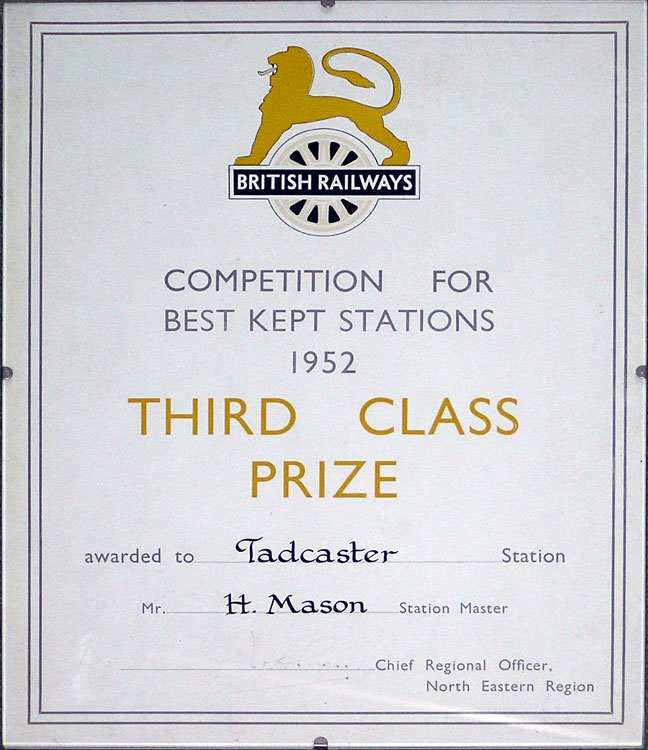 BRITISH RAILWAYS
COMPETITION FOR
BEST KEPT STATIONS
1952
THIRD CLASS
PRIZE
awarded to Tadcaster Station
Mr. H. Mason Station Master
Chief Regional Officer,
North Eastern Region